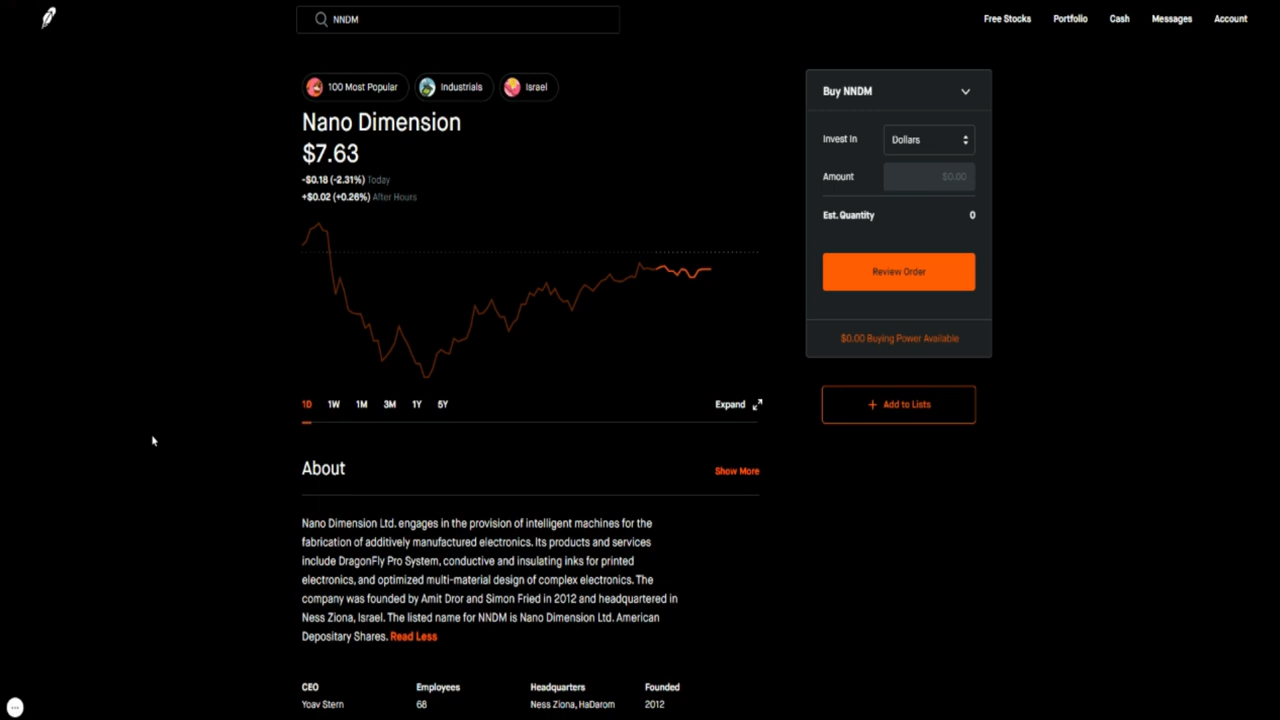 NNDM
Free Stocks Portfolio Cash Messages Account
100 Most Popular Industrials Israel
Nano Dimension
$7.63
-$0.18 (-2.31%) Today
+$0.02 (+0.26%) After Hours
1D 1W 1M 3M 1Y 5Y
Expand
Buy NNDM
Invest In Dollars
Amount $0.00
Est. Quantity 0
Review Order
$0.00 Buying Power Available
+ Add to Lists
About
Show More
Nano Dimension Ltd. engages in the provision of intelligent machines for the
fabrication of additively manufactured electronics. Its products and services
include DragonFly Pro System, conductive and insulating inks for printed
electronics, and optimized multi-material design of complex electronics. The
company was founded by Amit Dror and Simon Fried in 2012 and headquartered in
Ness Ziona, Israel. The listed name for NNDM is Nano Dimension Ltd. American
Depositary Shares. Read Less
CEO Employees Headquarters Founded
Yoav Stern 68 Ness Ziona, HaDarom 2012